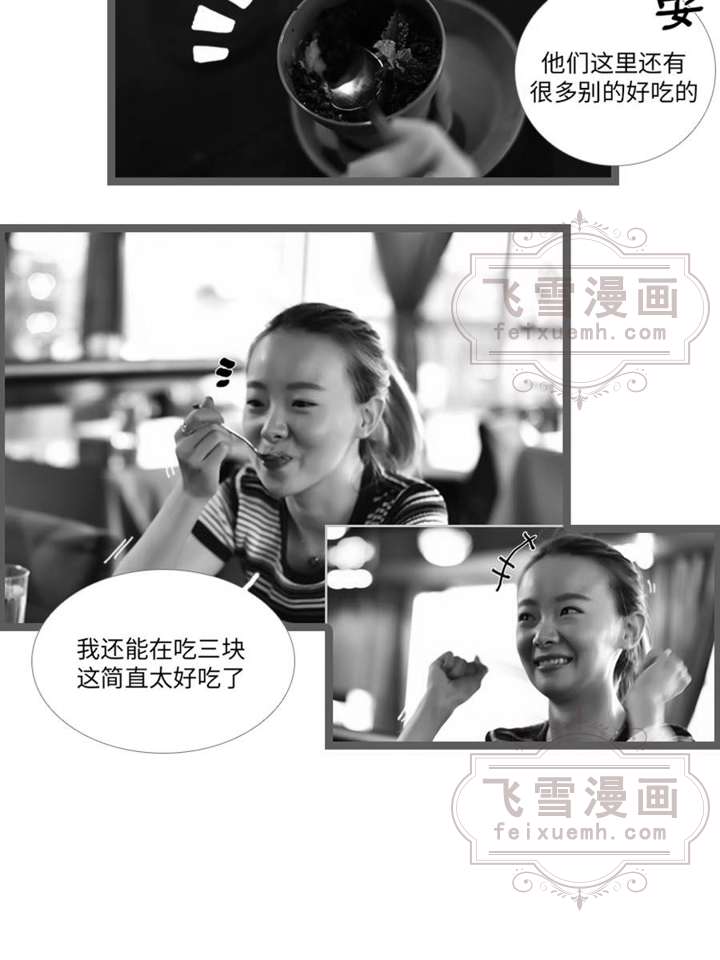 安
他们这里还有
很多别的好吃的
飞雪漫画
feixuemh.com
我还能在吃三块
这简直太好吃了
飞雪漫画
feixuemh.com